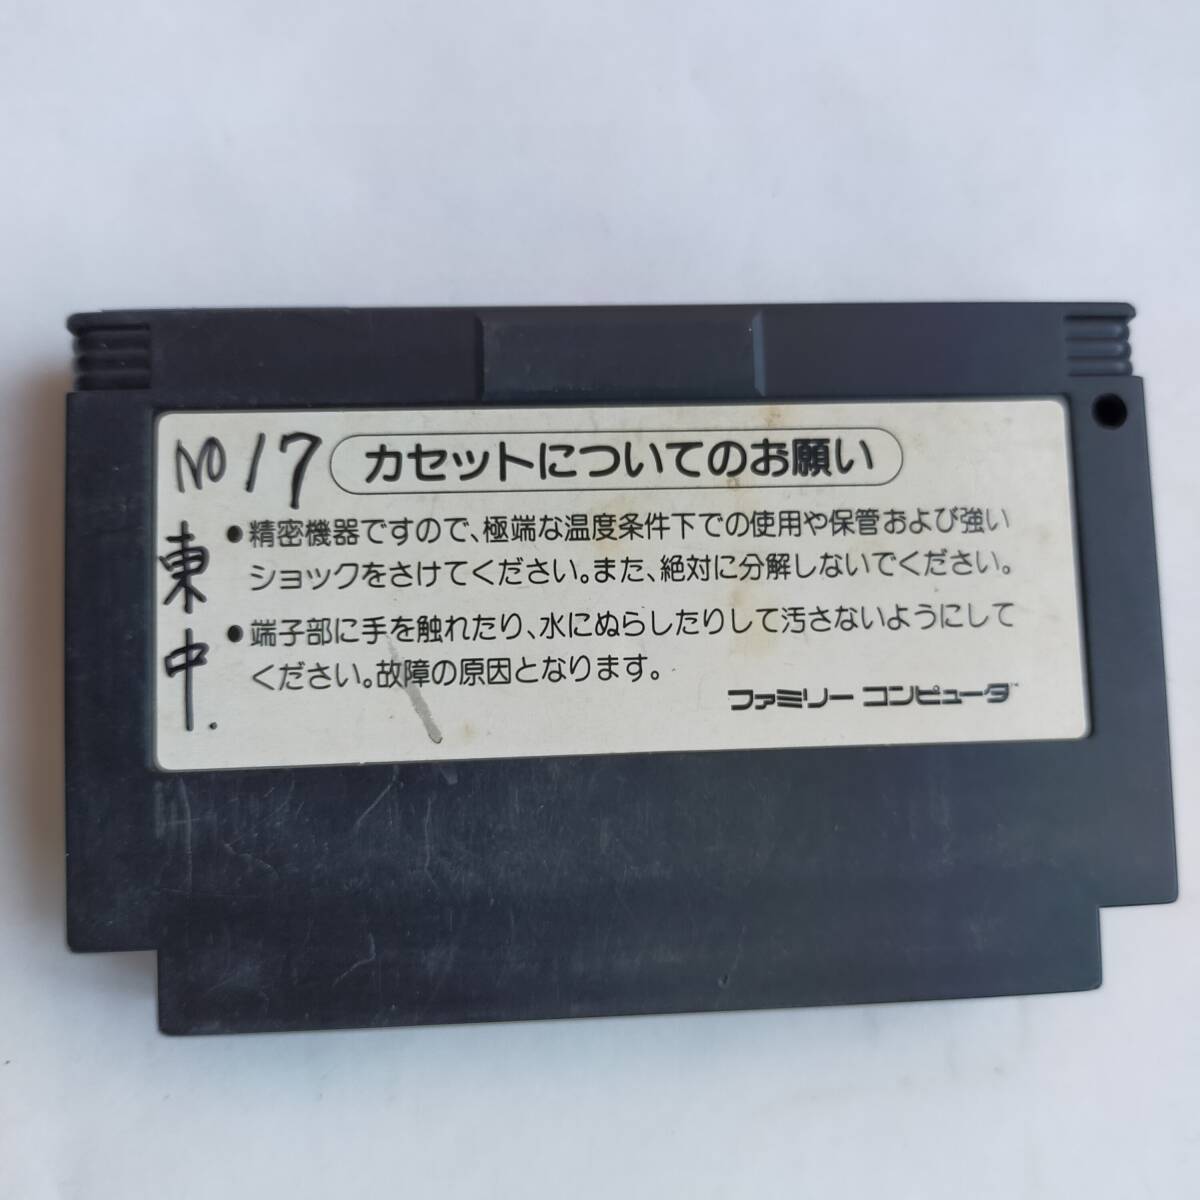 NO 17
カセットについてのお願い
●精密機器ですので、極端な温度条件下での使用や保管および強い
ショックをさけてください。また、絶対に分解しないでください。
●端子部に手を触れたり、水にぬらしたりして汚さないようにして
ください。故障の原因となります。
ファミリー コンピュータ
東中.